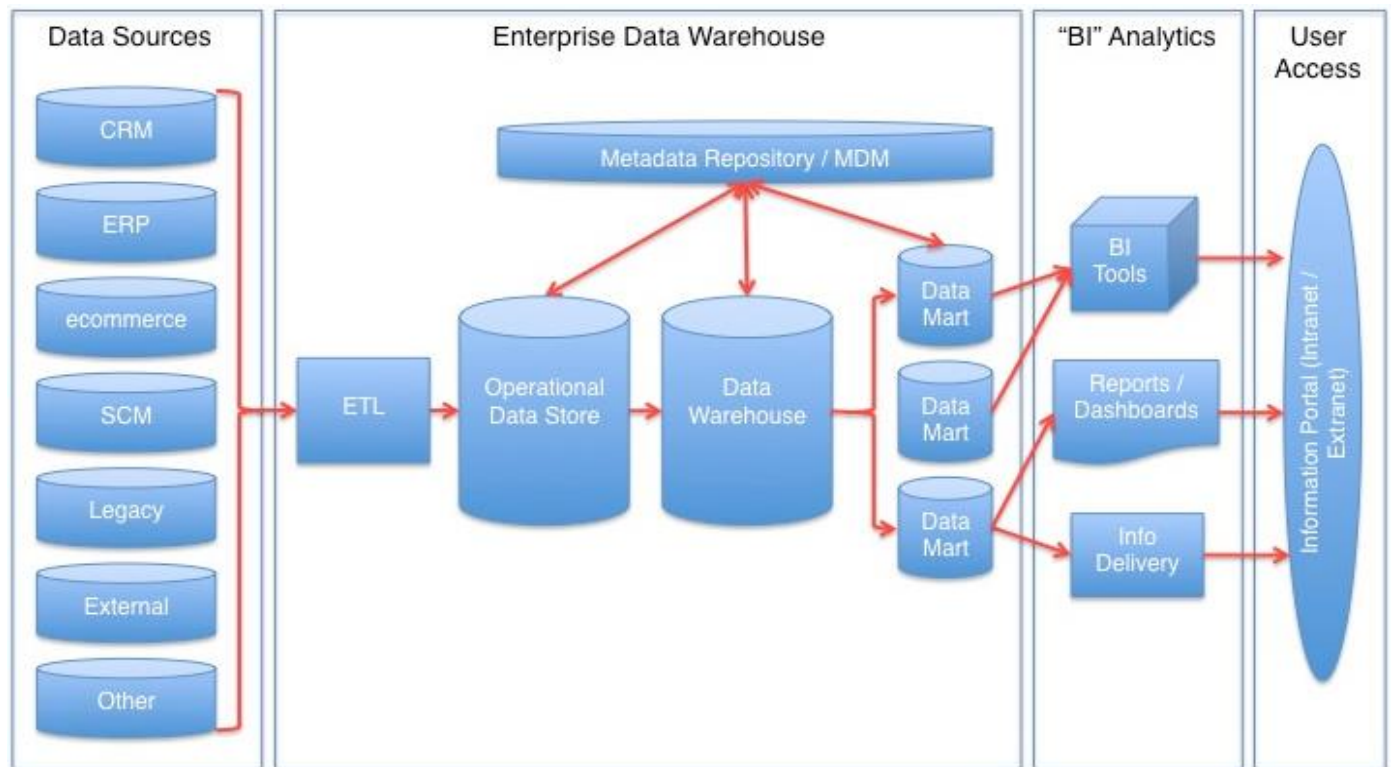 Data Sources
Enterprise Data Warehouse
“BI” Analytics
User
Access
CRM
ERP
ecommerce
SCM
Legacy
External
Other
ETL
Metadata Repository / MDM
Operational
Data Store
Data
Warehouse
Data
Mart
Data
Mart
Data
Mart
BI
Tools
Reports /
Dashboards
Info
Delivery
Information Portal (Intranet /
Extranet)